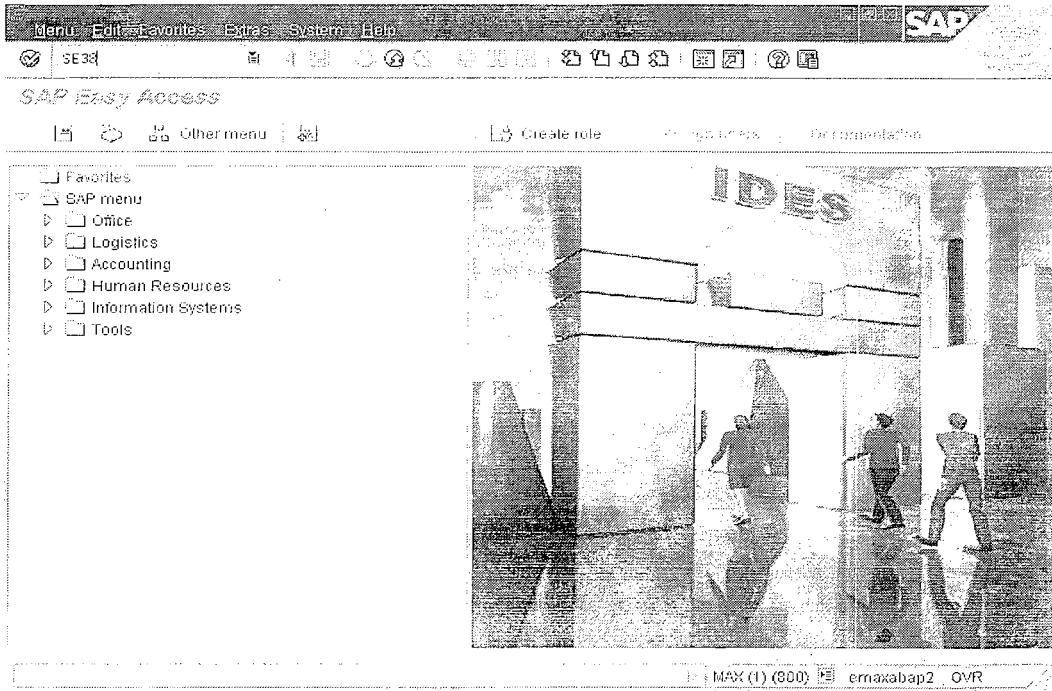 Menu Edit Favorites Extras System Help
SAP
SE38
SAP Easy Access
Other menu Create role Documentation
Favorites
SAP menu
Office
Logistics
Accounting
Human Resources
Information Systems
Tools
IDES
MAX (1) (800) ernaxabap2 OVR